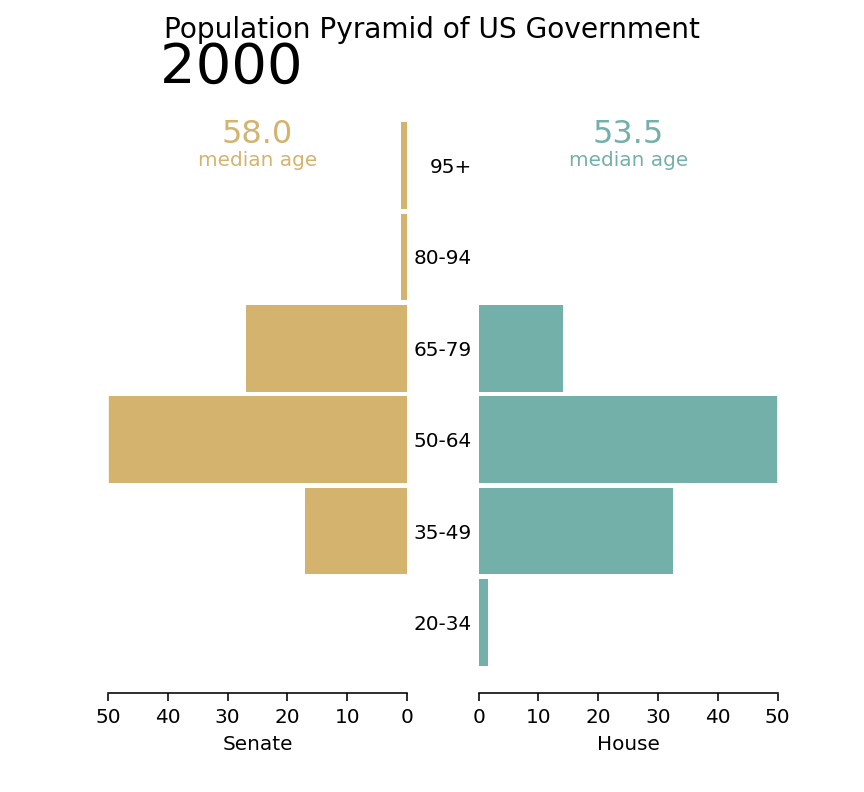 Population Pyramid of US Government
2000
58.0
median age
53.5
median age
95+
80-94
65-79
50-64
35-49
20-34
50 40 30 20 10 0
0 10 20 30 40 50
Senate
House